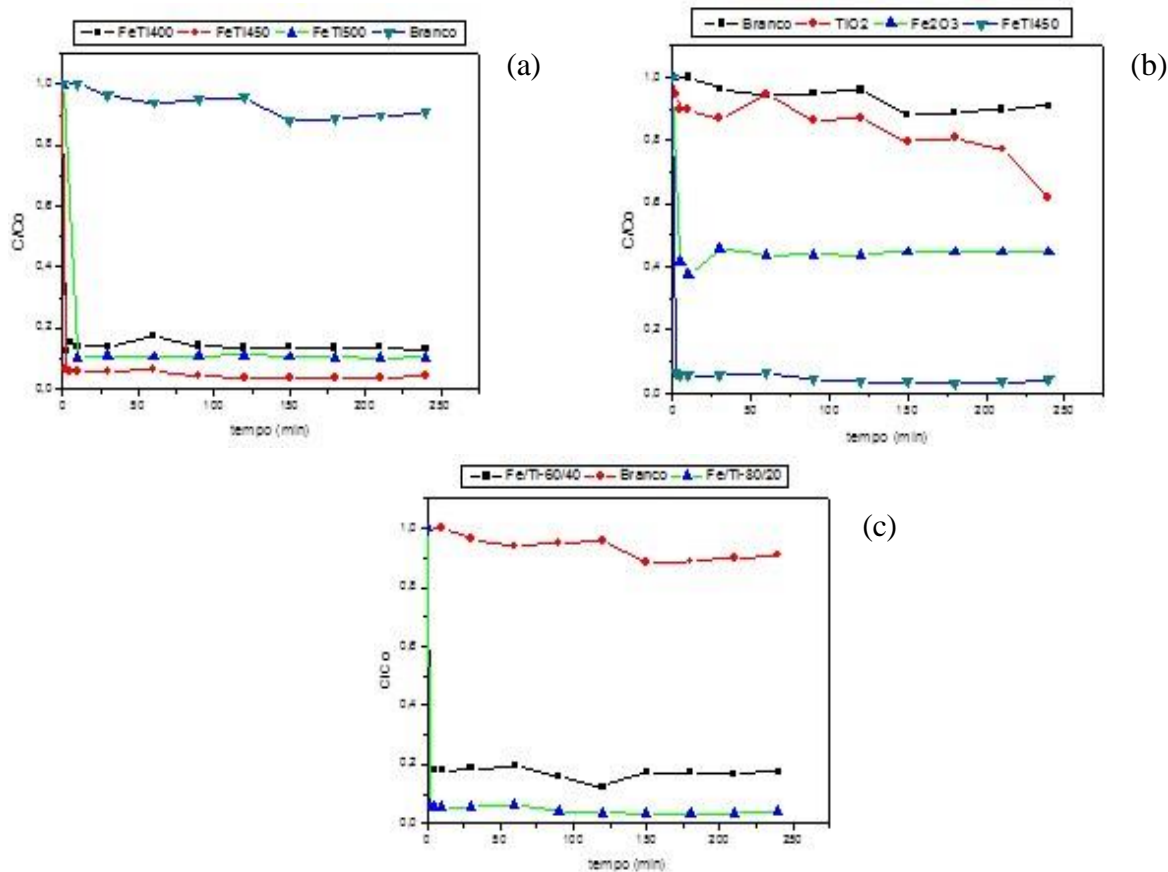 FeTI400 FeTI450 FeTI500 Branco
(a)
C/Co
1,0
0,8
0,6
0,4
0,2
0,0
0 50 100 150 200 250
tempo (min)
Branco TIO2 Fe2O3 FeTI450
(b)
C/Co
1,0
0,8
0,6
0,4
0,2
0,0
0 50 100 150 200 250
tempo (min)
Fe/TI-60/40 Branco Fe/TI-80/20
(c)
C/C o
1,0
0,8
0,6
0,4
0,2
0,0
0 50 100 150 200 250
tempo (min)